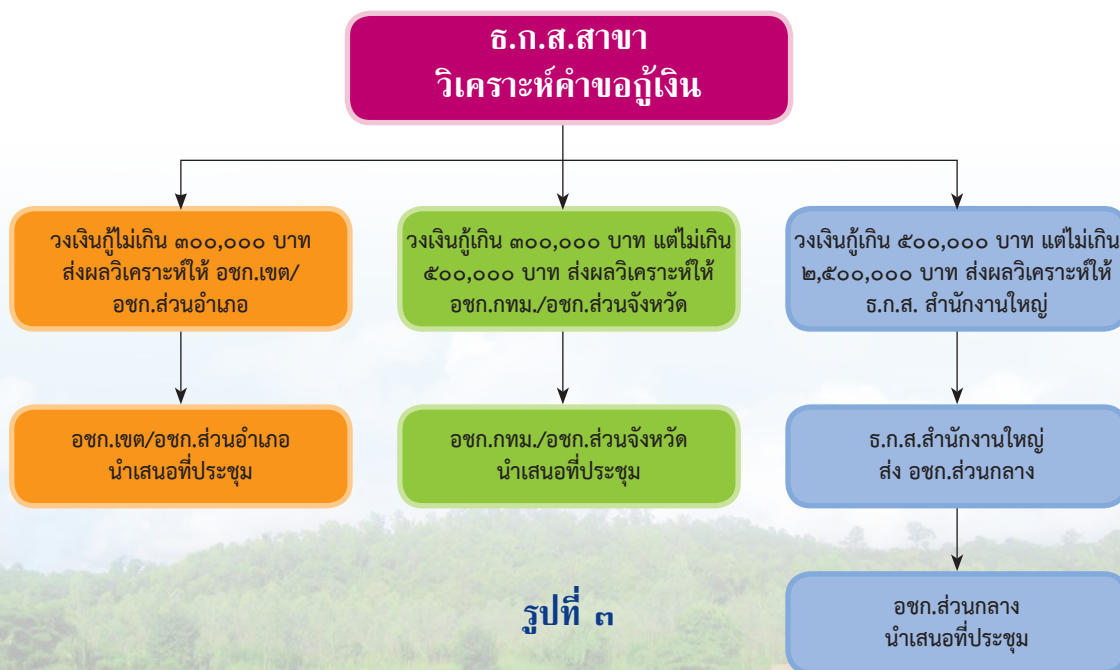 ธ.ก.ส.สาขา
วิเคราะห์คำขอกู้เงิน
วงเงินกู้ไม่เกิน ๓๐๐,๐๐๐ บาท
ส่งผลวิเคราะห์ให้ อชก.เขต/
อชก.ส่วนอำเภอ
วงเงินกู้เกิน ๓๐๐,๐๐๐ บาท แต่ไม่เกิน
๕๐๐,๐๐๐ บาท ส่งผลวิเคราะห์ให้
อชก.กทม./อชก.ส่วนจังหวัด
วงเงินกู้เกิน ๕๐๐,๐๐๐ บาท แต่ไม่เกิน
๒,๕๐๐,๐๐๐ บาท ส่งผลวิเคราะห์ให้
ธ.ก.ส. สำนักงานใหญ่
อชก.เขต/อชก.ส่วนอำเภอ
นำเสนอที่ประชุม
อชก.กทม./อชก.ส่วนจังหวัด
นำเสนอที่ประชุม
ธ.ก.ส.สำนักงานใหญ่
ส่ง อชก.ส่วนกลาง
อชก.ส่วนกลาง
นำเสนอที่ประชุม
รูปที่ ๓